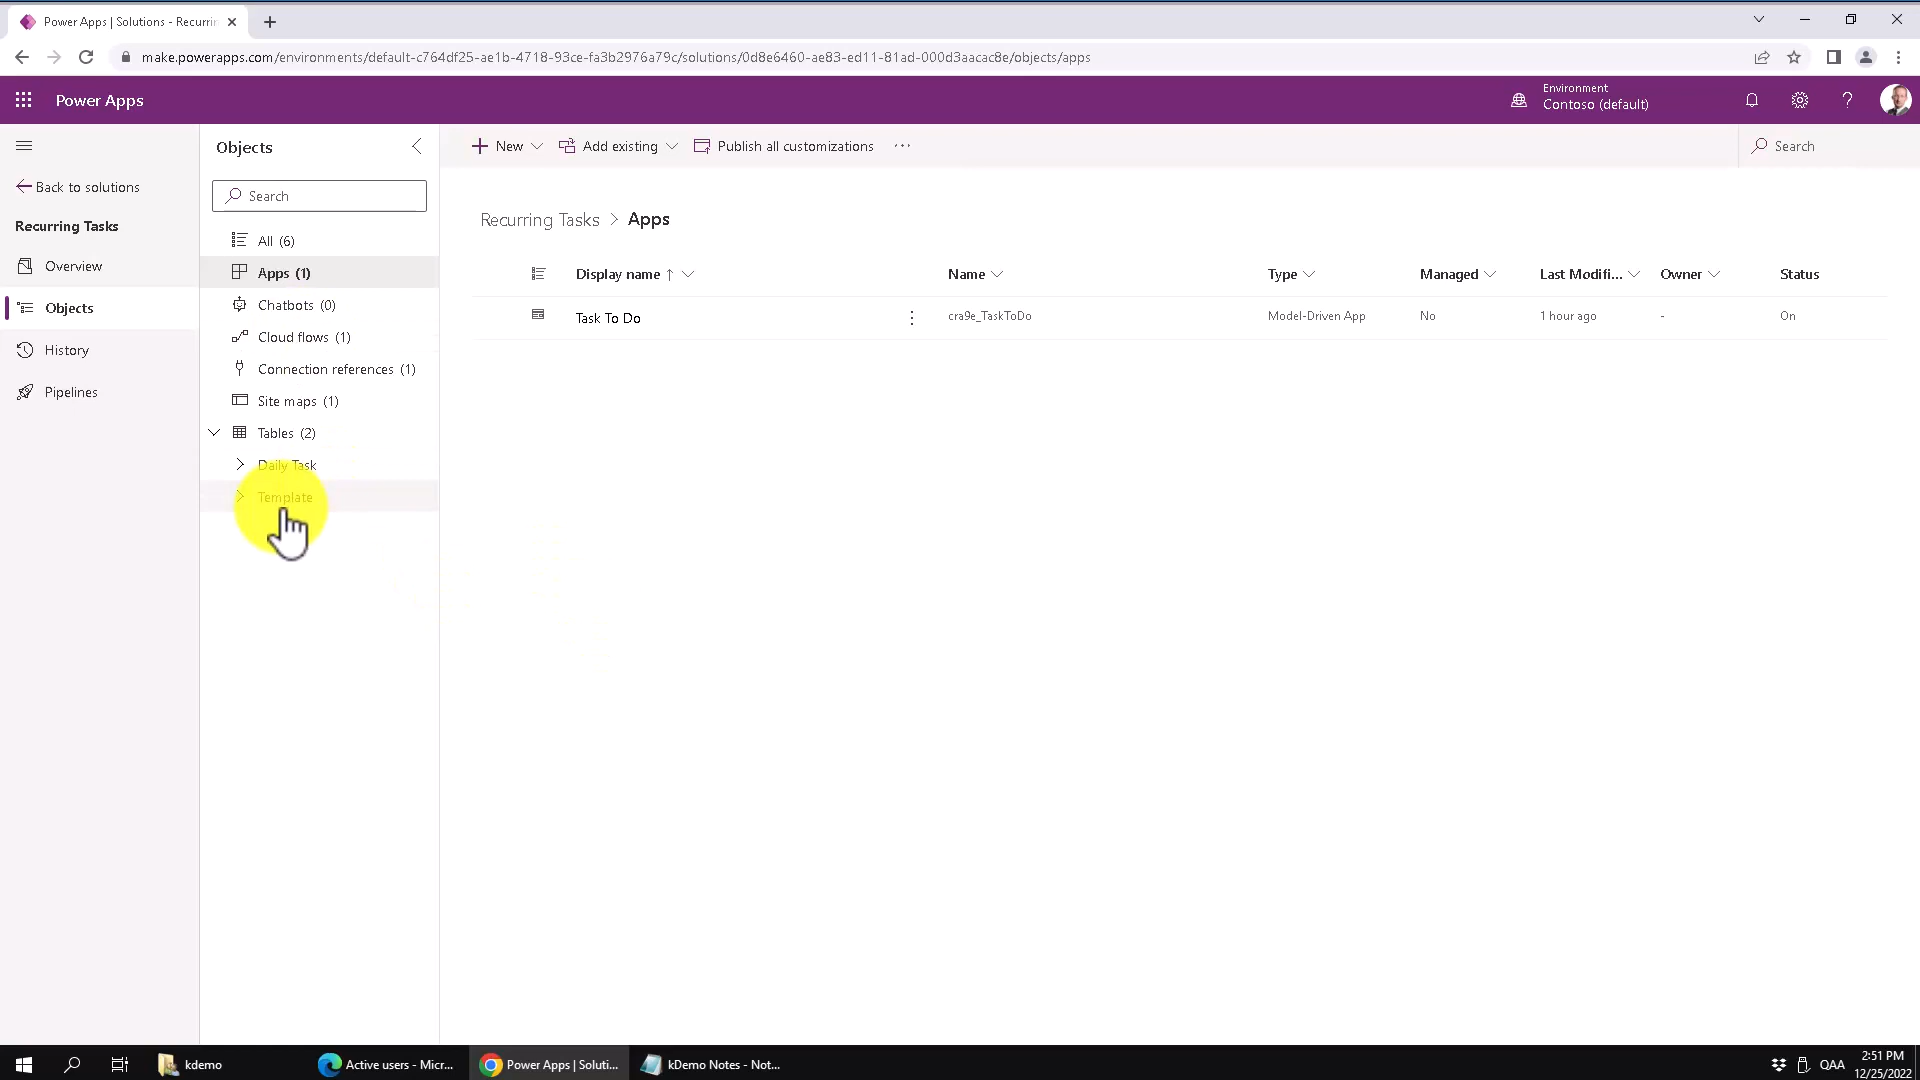 Power Apps | Solutions - Recurrin
make.powerapps.com/environments/default-c764df25-ae1b-4718-93ce-fa3b2976a79c/solutions/0d8e6460-ae83-ed11-81ad-000d3aacac8e/objects/apps
Power Apps
Environment
Contoso (default)
Objects
New
Add existing
Publish all customizations
Search
Back to solutions
Recurring Tasks
Overview
Objects
History
Pipelines
Search
All (6)
Apps (1)
Chatbots (0)
Cloud flows (1)
Connection references (1)
Site maps (1)
Tables (2)
Daily Task
Template
Recurring Tasks > Apps
Display name ↑ Name Type Managed Last Modifi... Owner Status
Task To Do cra9e_TaskToDo Model-Driven App No 1 hour ago - On
kdemo
Active users - Micr...
Power Apps | Soluti...
kDemo Notes - Not...
QAA
2:51 PM
12/25/2022